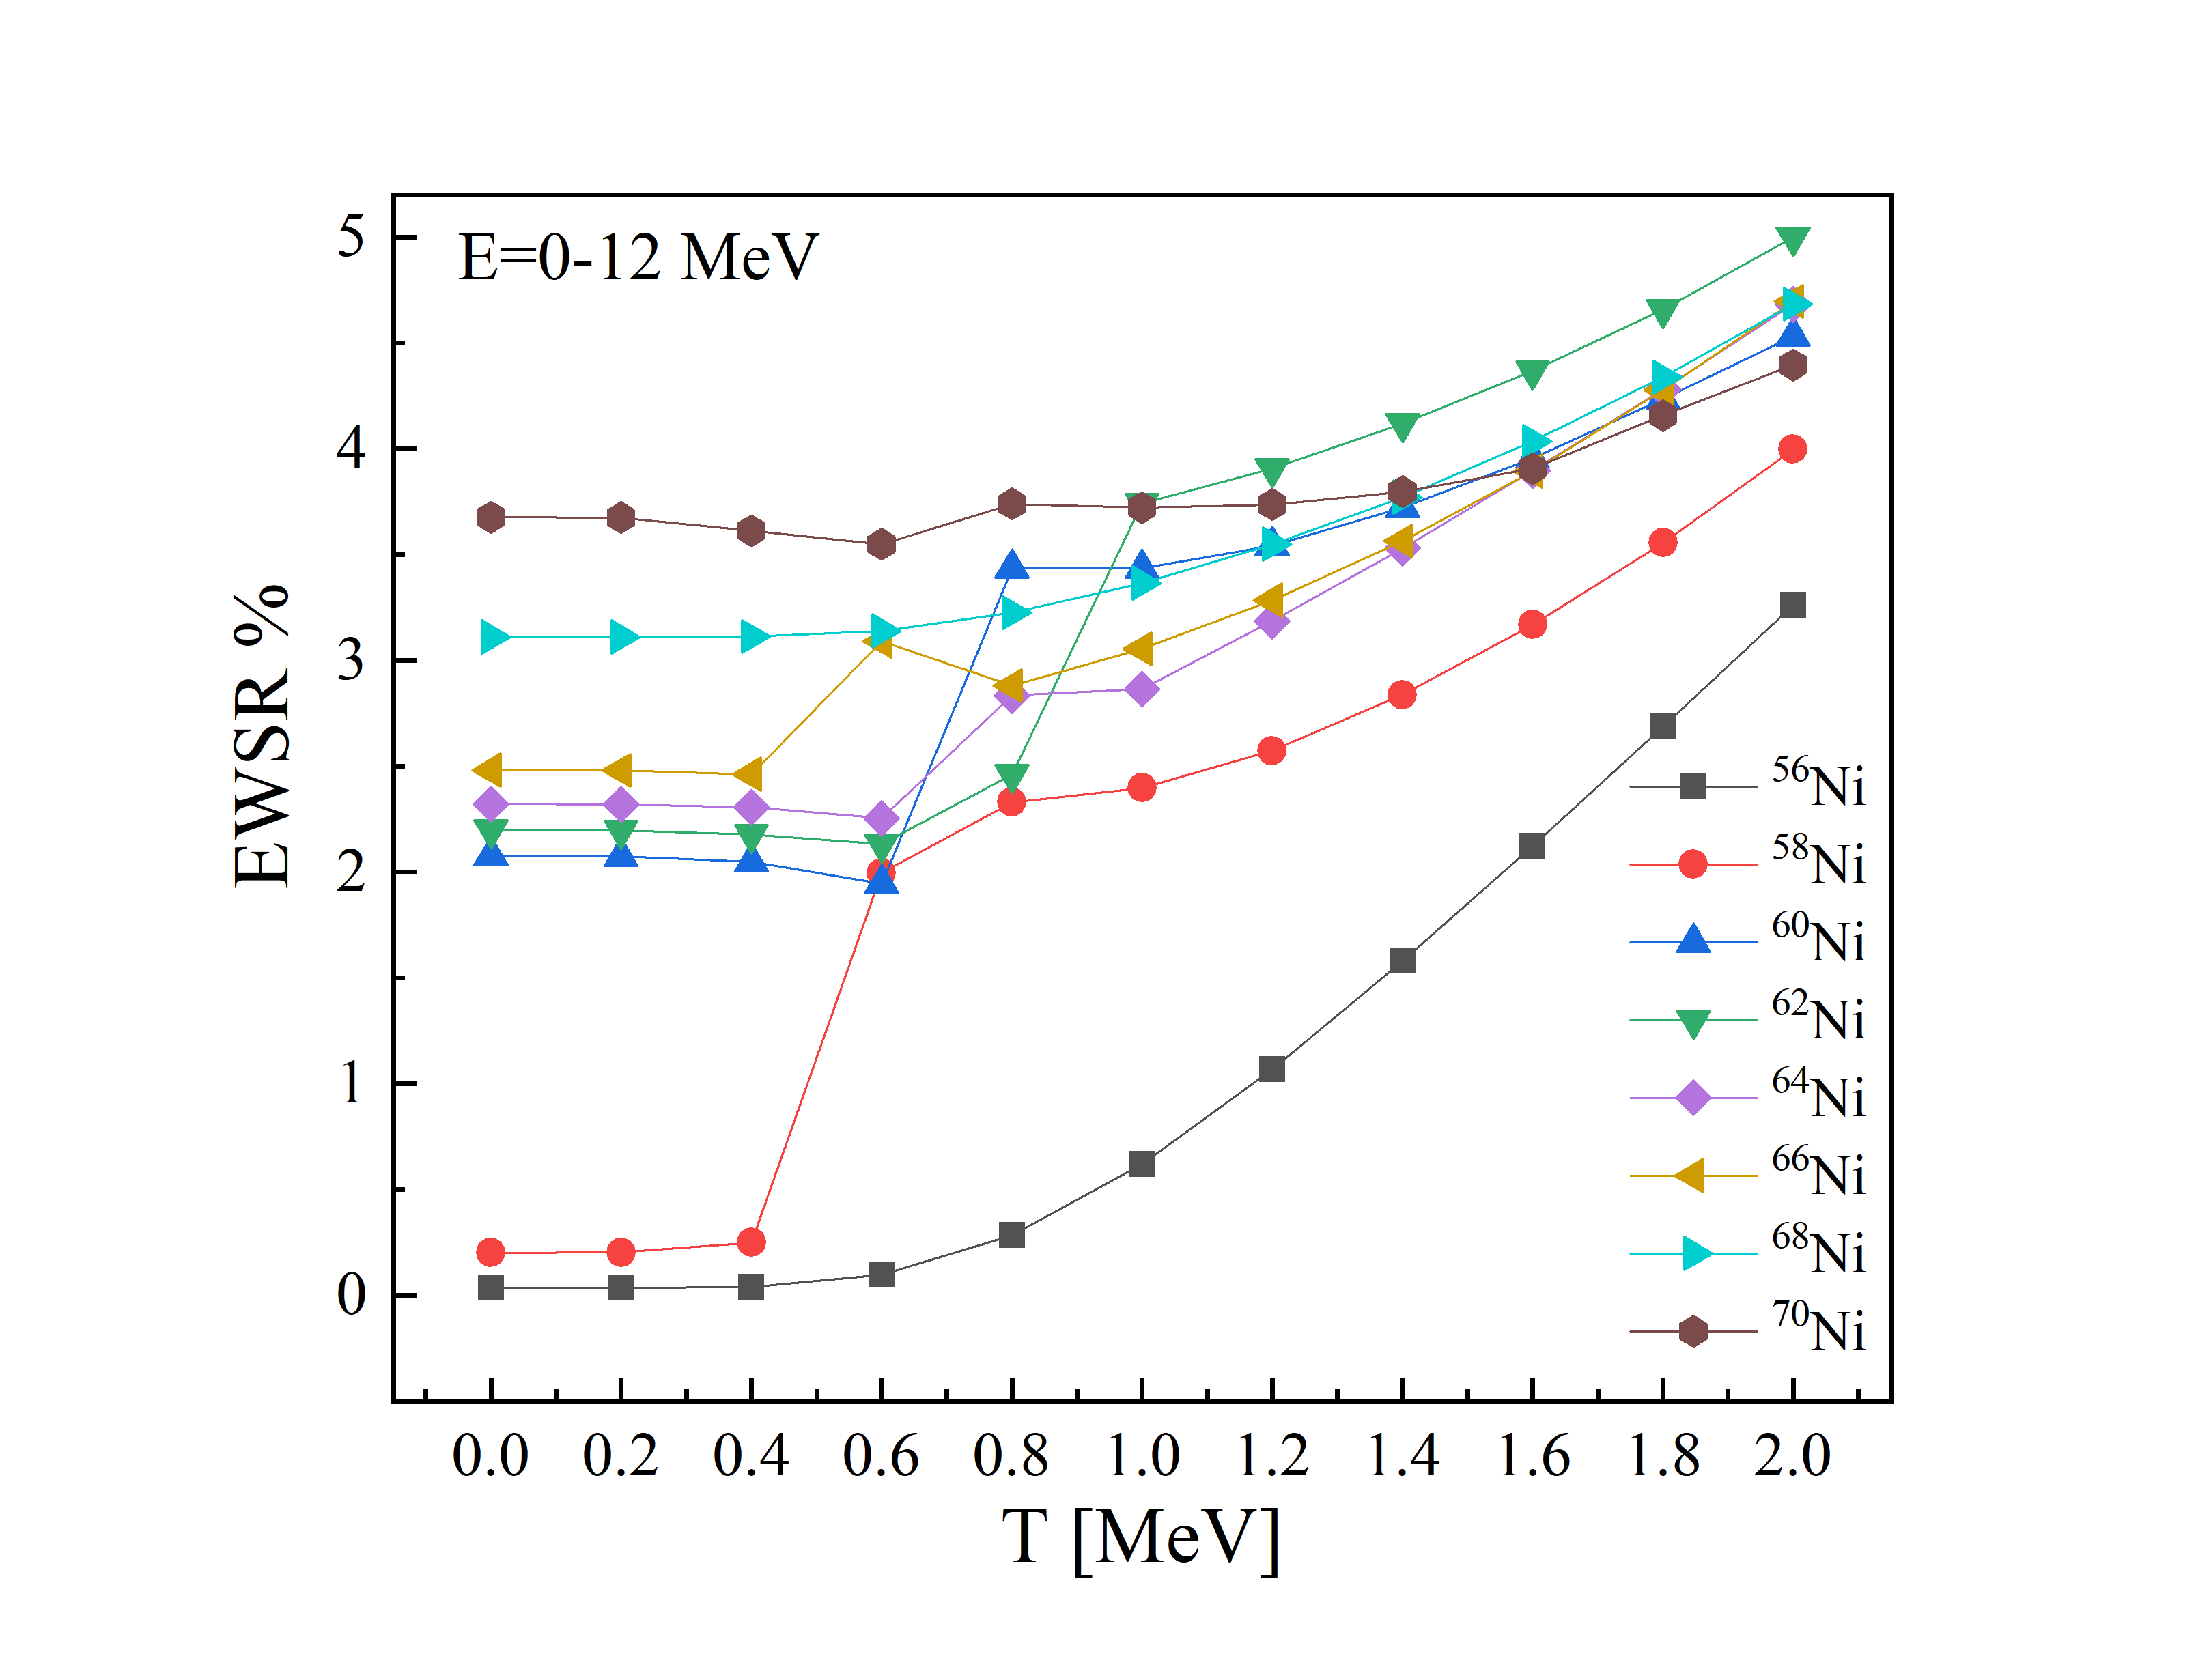 E=0-12 MeV
EWSR %
5
4
3
2
1
0
⁵⁶Ni
⁵⁸Ni
⁶⁰Ni
⁶²Ni
⁶⁴Ni
⁶⁶Ni
⁶⁸Ni
⁷⁰Ni
0.0 0.2 0.4 0.6 0.8 1.0 1.2 1.4 1.6 1.8 2.0
T [MeV]